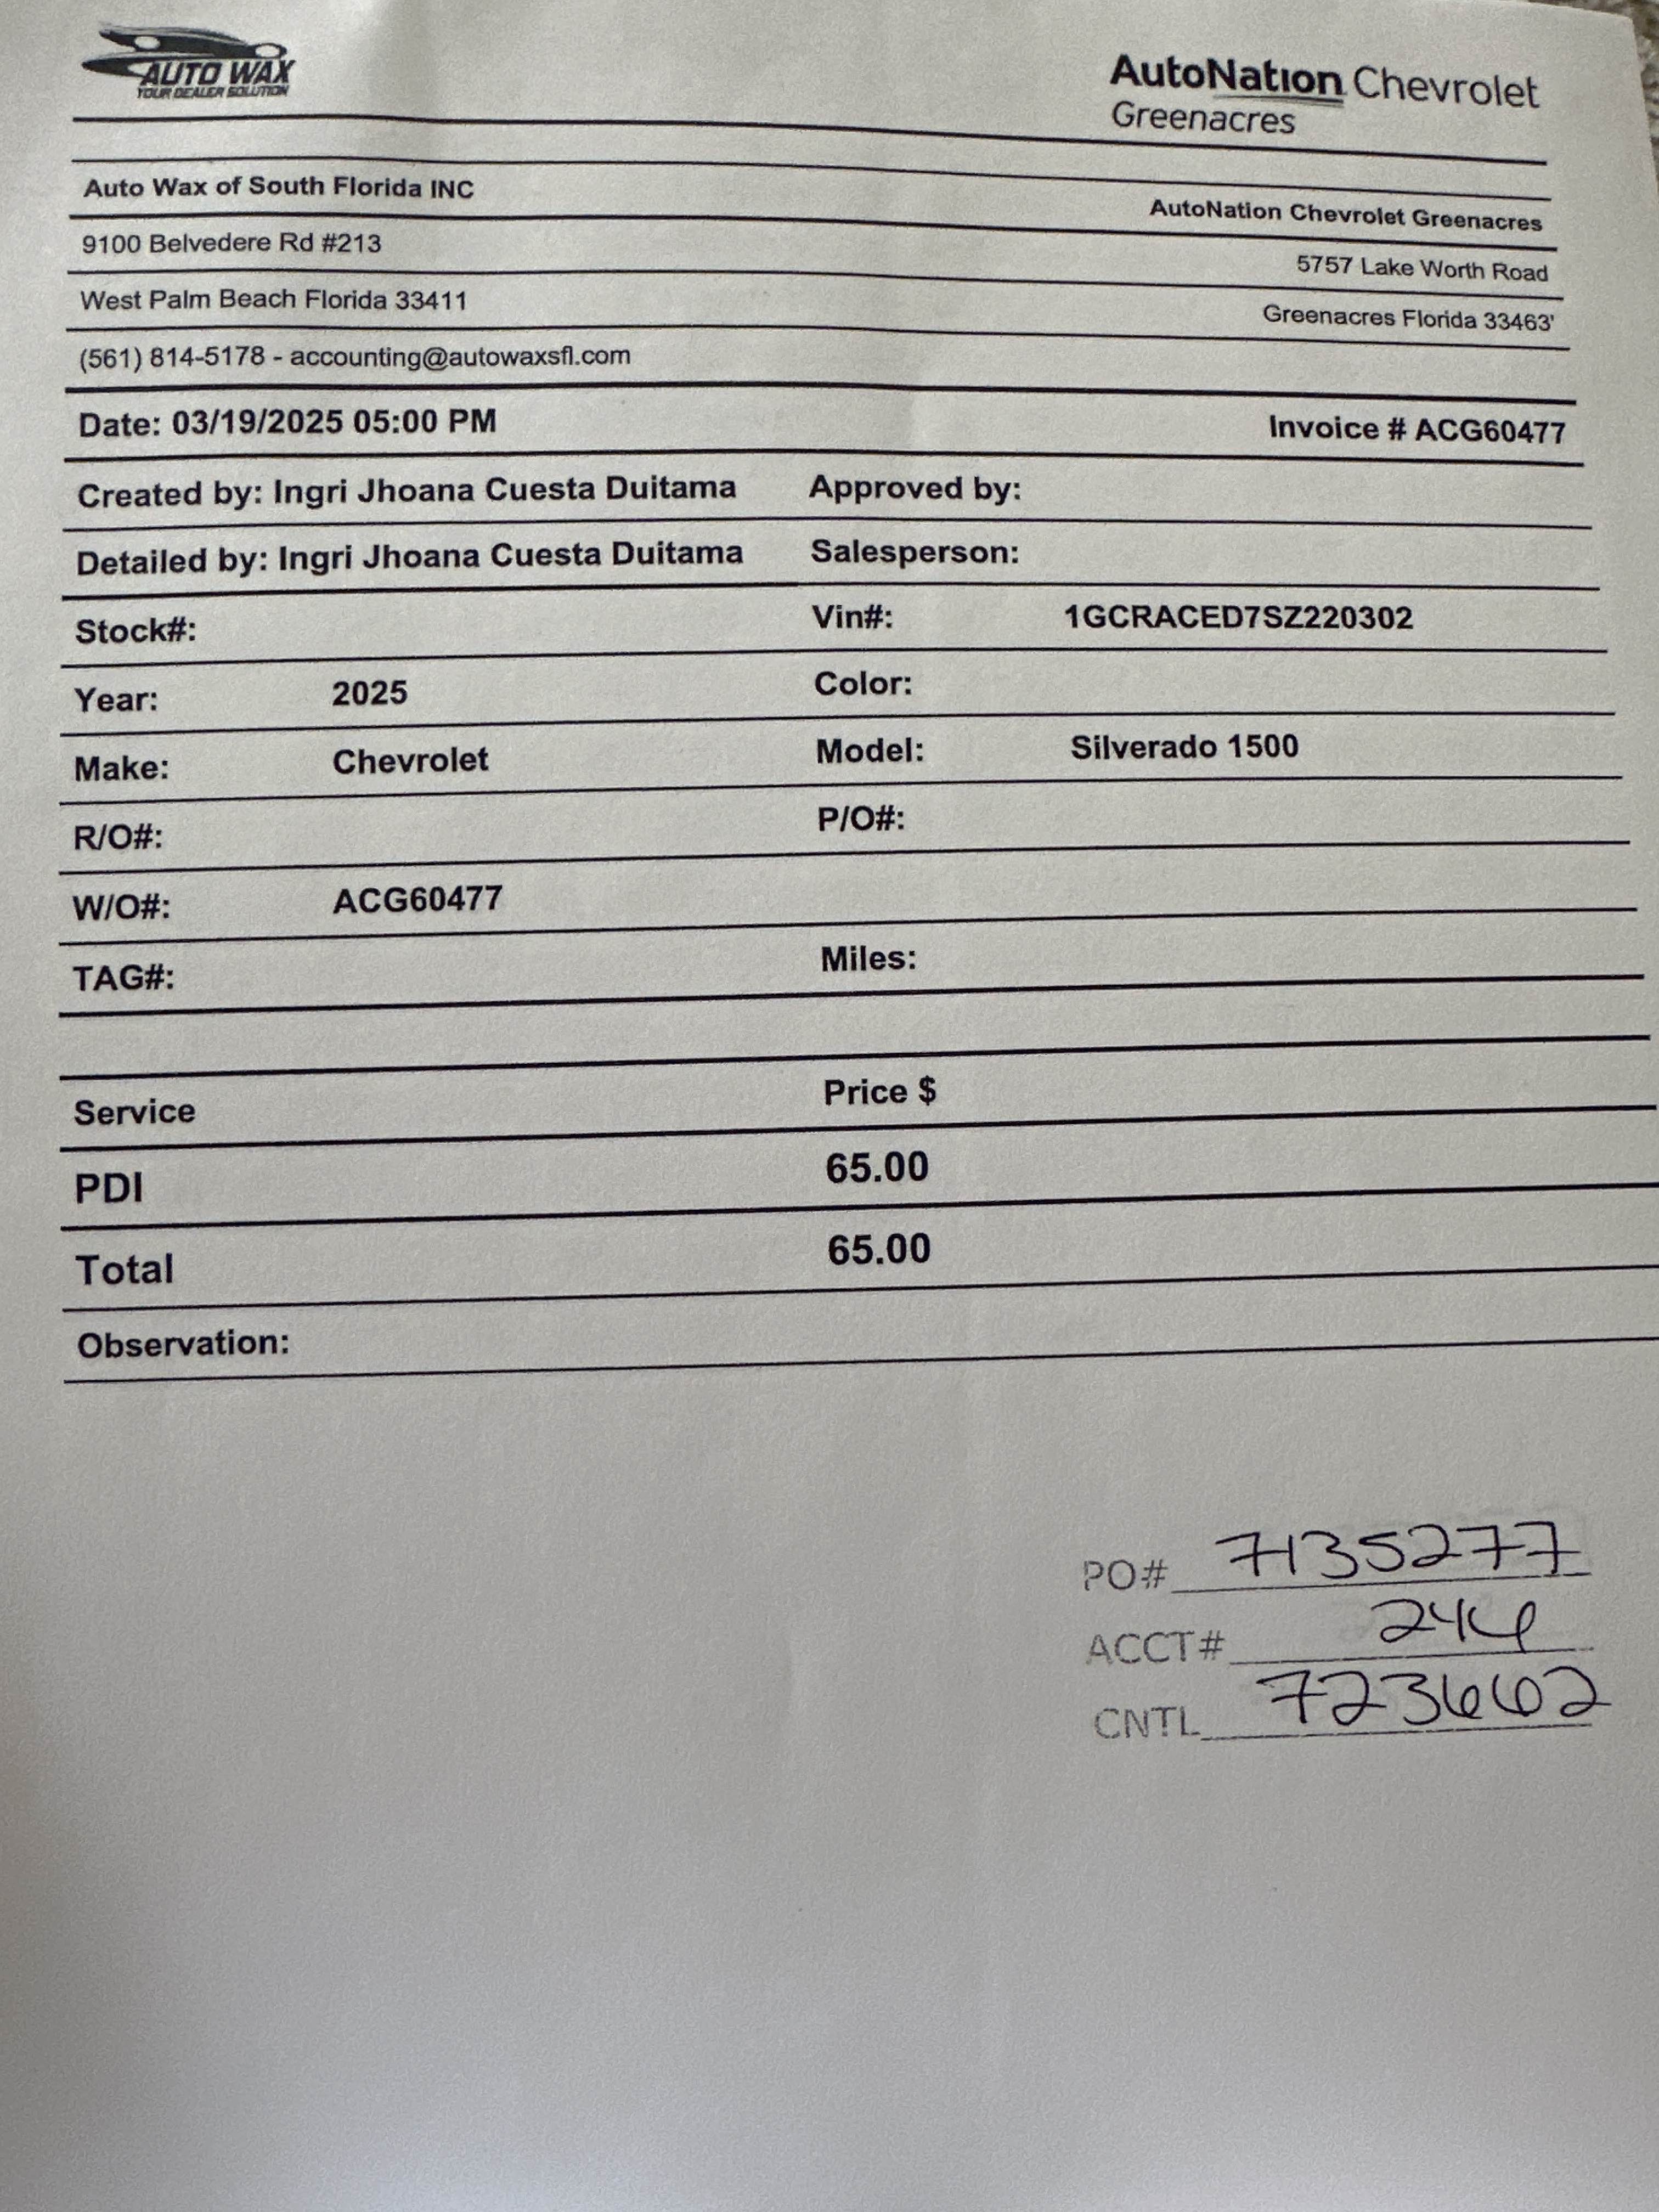 AUTO WAX
YOUR DEALER SOLUTION
AutoNation Chevrolet
Greenacres
Auto Wax of South Florida INC
AutoNation Chevrolet Greenacres
9100 Belvedere Rd #213
5757 Lake Worth Road
West Palm Beach Florida 33411
Greenacres Florida 33463'
(561) 814-5178 - accounting@autowaxsfl.com
Date: 03/19/2025 05:00 PM Invoice # ACG60477
Created by: Ingri Jhoana Cuesta Duitama Approved by:
Detailed by: Ingri Jhoana Cuesta Duitama Salesperson:
Stock#: Vin#: 1GCRACED7SZ220302
Year: 2025 Color:
Make: Chevrolet Model: Silverado 1500
R/O#: P/O#:
W/O#: ACG60477
TAG#: Miles:
Service Price $
PDI 65.00
Total 65.00
Observation:
PO# 7135277
ACCT#
CNTL 723662